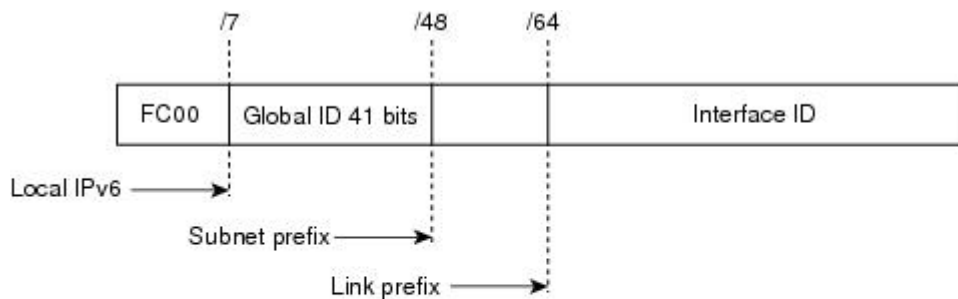 /7 /48 /64
FC00 Global ID 41 bits Interface ID
Local IPv6
Subnet prefix
Link prefix